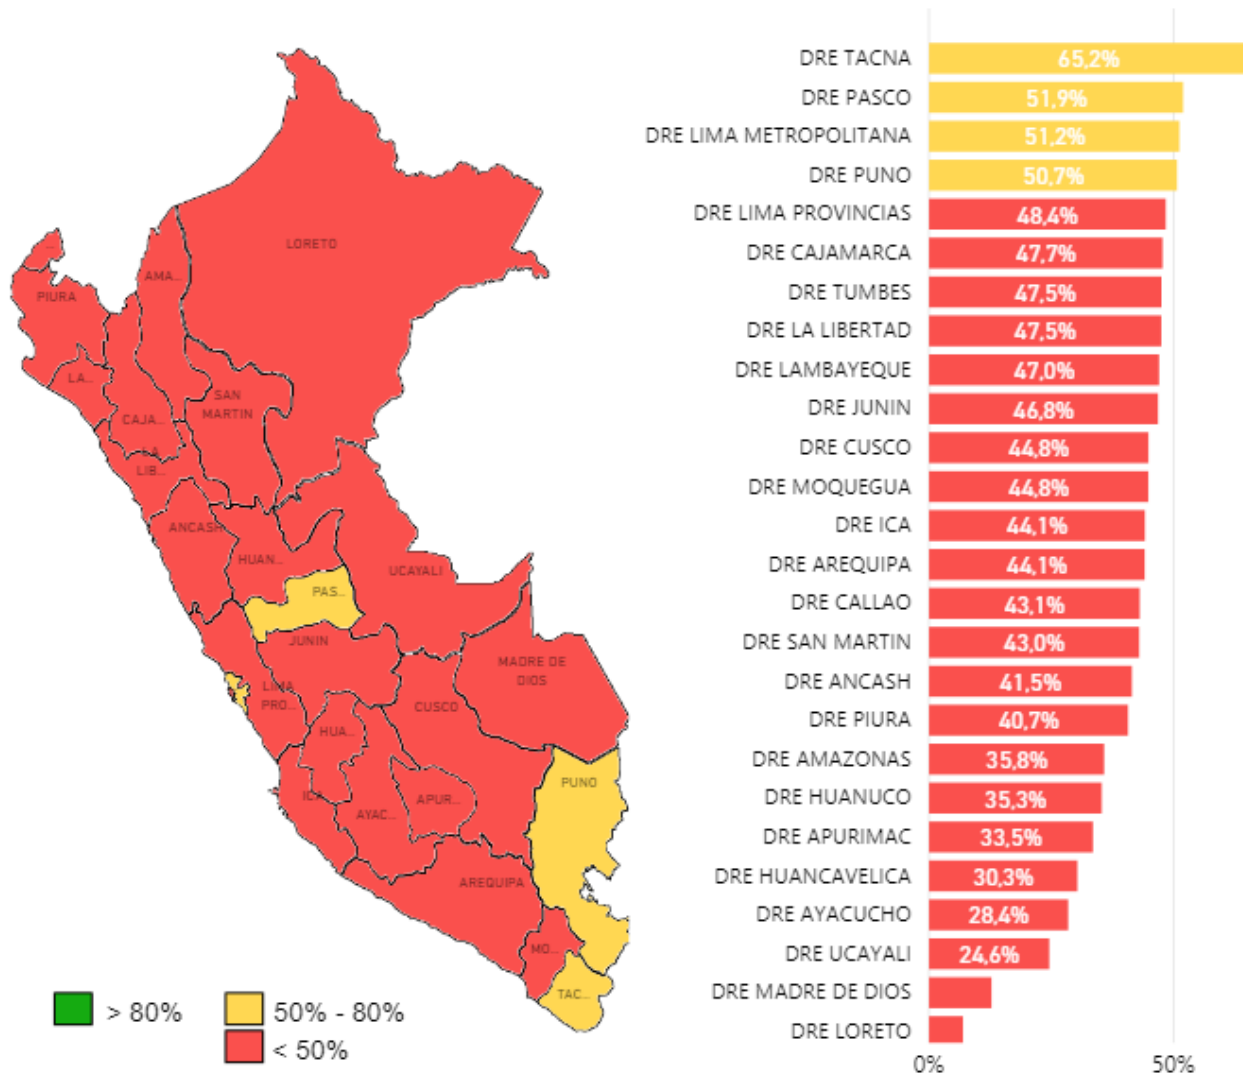 LORETO
...
PIURA
AMA...
LA...
SAN
MARTIN
CAJA...
LA
LIB...
ANCASH
HUAN...
UCAYALI
PAS...
JUNIN
MADRE DE
DIOS
LIMA
PRO...
CUSCO
HUA...
ICA
APUR...
AYAC...
PUNO
AREQUIPA
MO...
TAC...
> 80%
50% - 80%
< 50%
DRE TACNA 65,2%
DRE PASCO 51,9%
DRE LIMA METROPOLITANA 51,2%
DRE PUNO 50,7%
DRE LIMA PROVINCIAS 48,4%
DRE CAJAMARCA 47,7%
DRE TUMBES 47,5%
DRE LA LIBERTAD 47,5%
DRE LAMBAYEQUE 47,0%
DRE JUNIN 46,8%
DRE CUSCO 44,8%
DRE MOQUEGUA 44,8%
DRE ICA 44,1%
DRE AREQUIPA 44,1%
DRE CALLAO 43,1%
DRE SAN MARTIN 43,0%
DRE ANCASH 41,5%
DRE PIURA 40,7%
DRE AMAZONAS 35,8%
DRE HUANUCO 35,3%
DRE APURIMAC 33,5%
DRE HUANCAVELICA 30,3%
DRE AYACUCHO 28,4%
DRE UCAYALI 24,6%
DRE MADRE DE DIOS
DRE LORETO
0% 50%